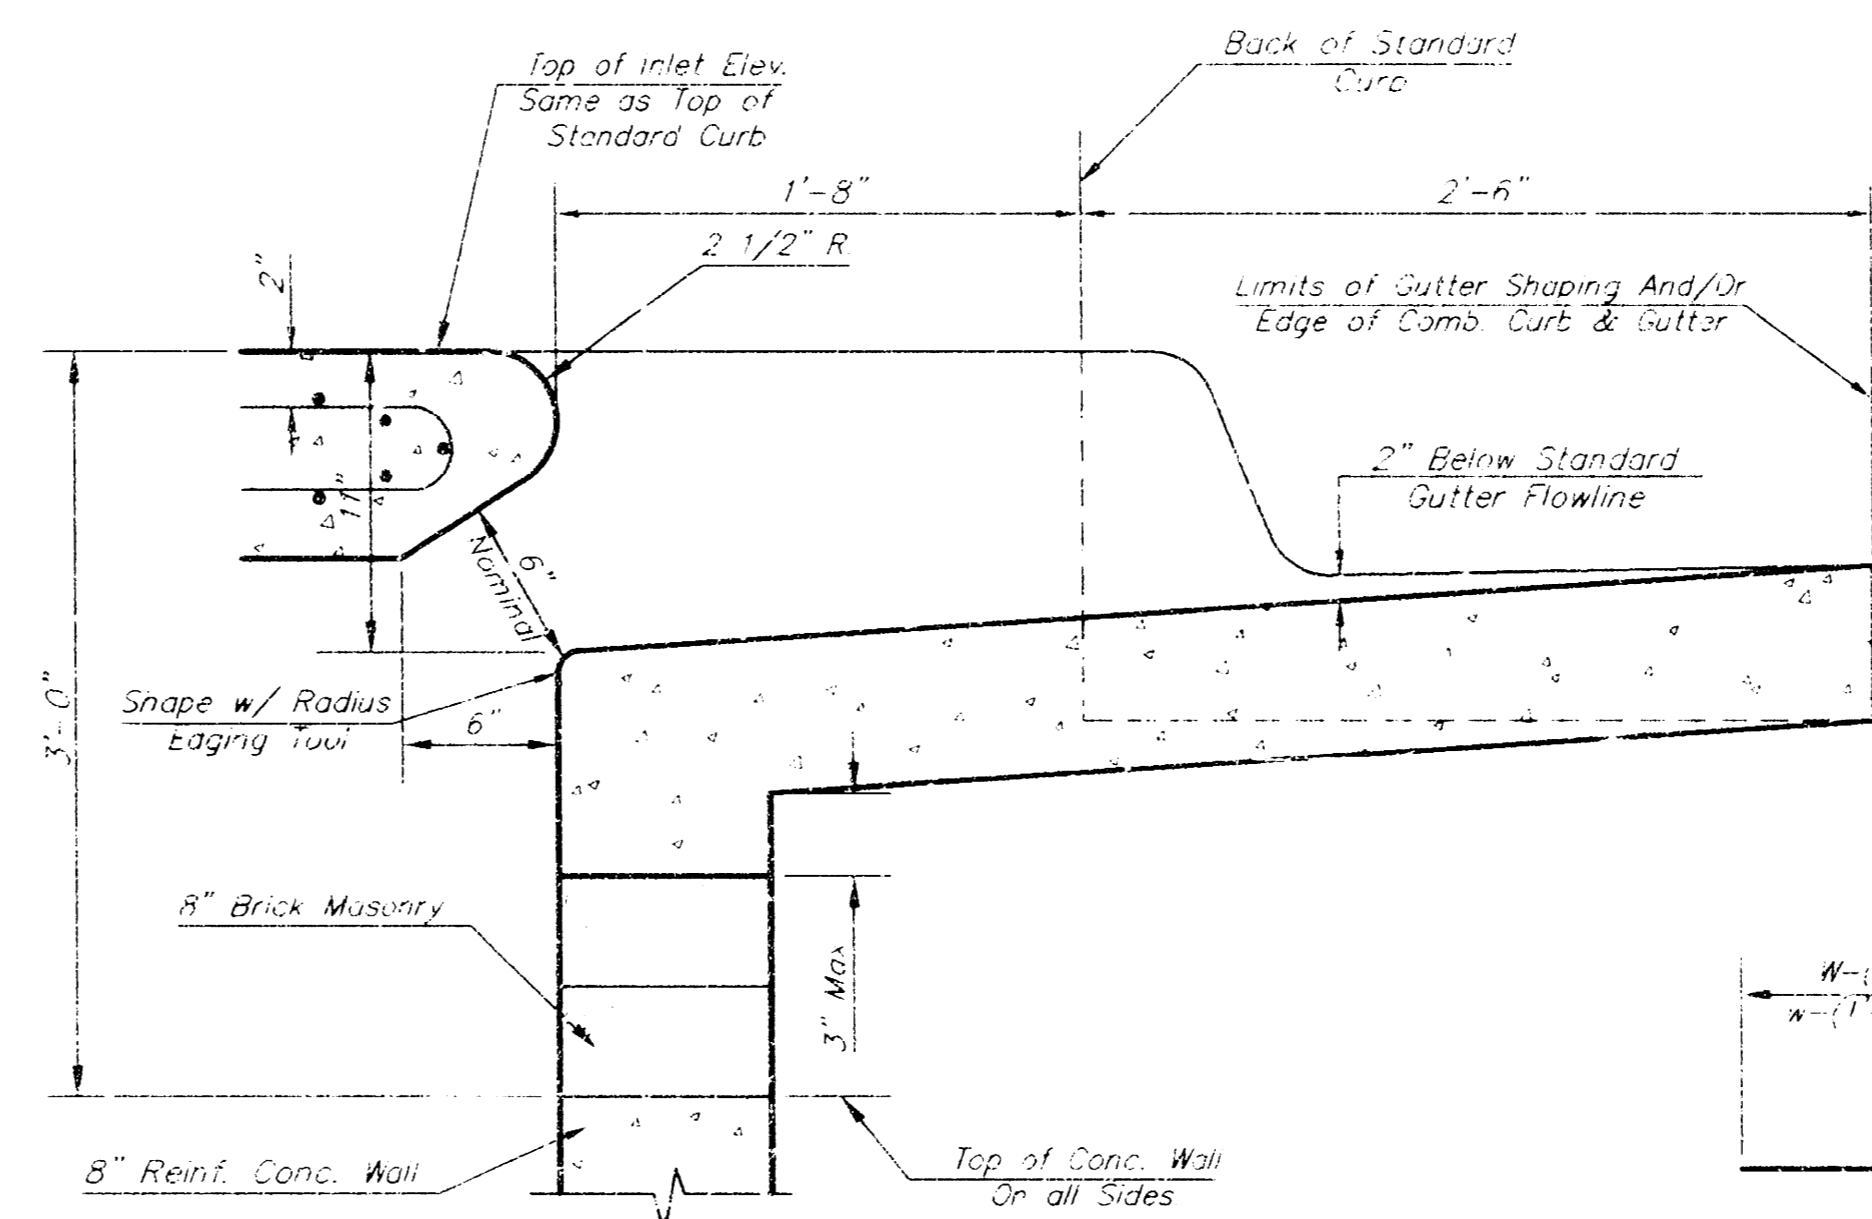 Top of Inlet Elev.
Same as Top of
Standard Curb
Back of Standard
Curb
1'-8"
2'-6"
2 1/2" R.
2"
Limits of Gutter Shaping And/Or
Edge of Comb. Curb & Gutter
11"
2" Below Standard
Gutter Flowline
6"
Nominal
3'-0"
Shape w/ Radius
Edging Tool
6"
8" Brick Masonry
3" Max
W-(
w-(1'
8" Reinf. Conc. Wall
Top of Conc. Wall
On all Sides